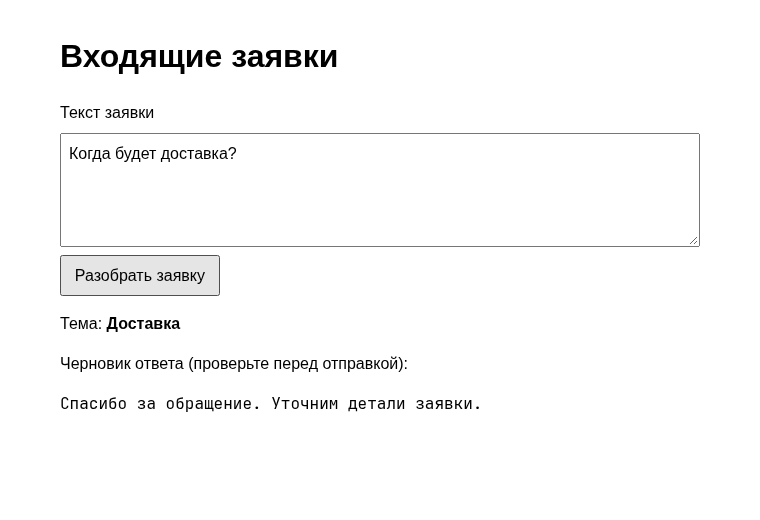 Входящие заявки
Текст заявки
Когда будет доставка?
Разобрать заявку
Тема: Доставка
Черновик ответа (проверьте перед отправкой):
Спасибо за обращение. Уточним детали заявки.